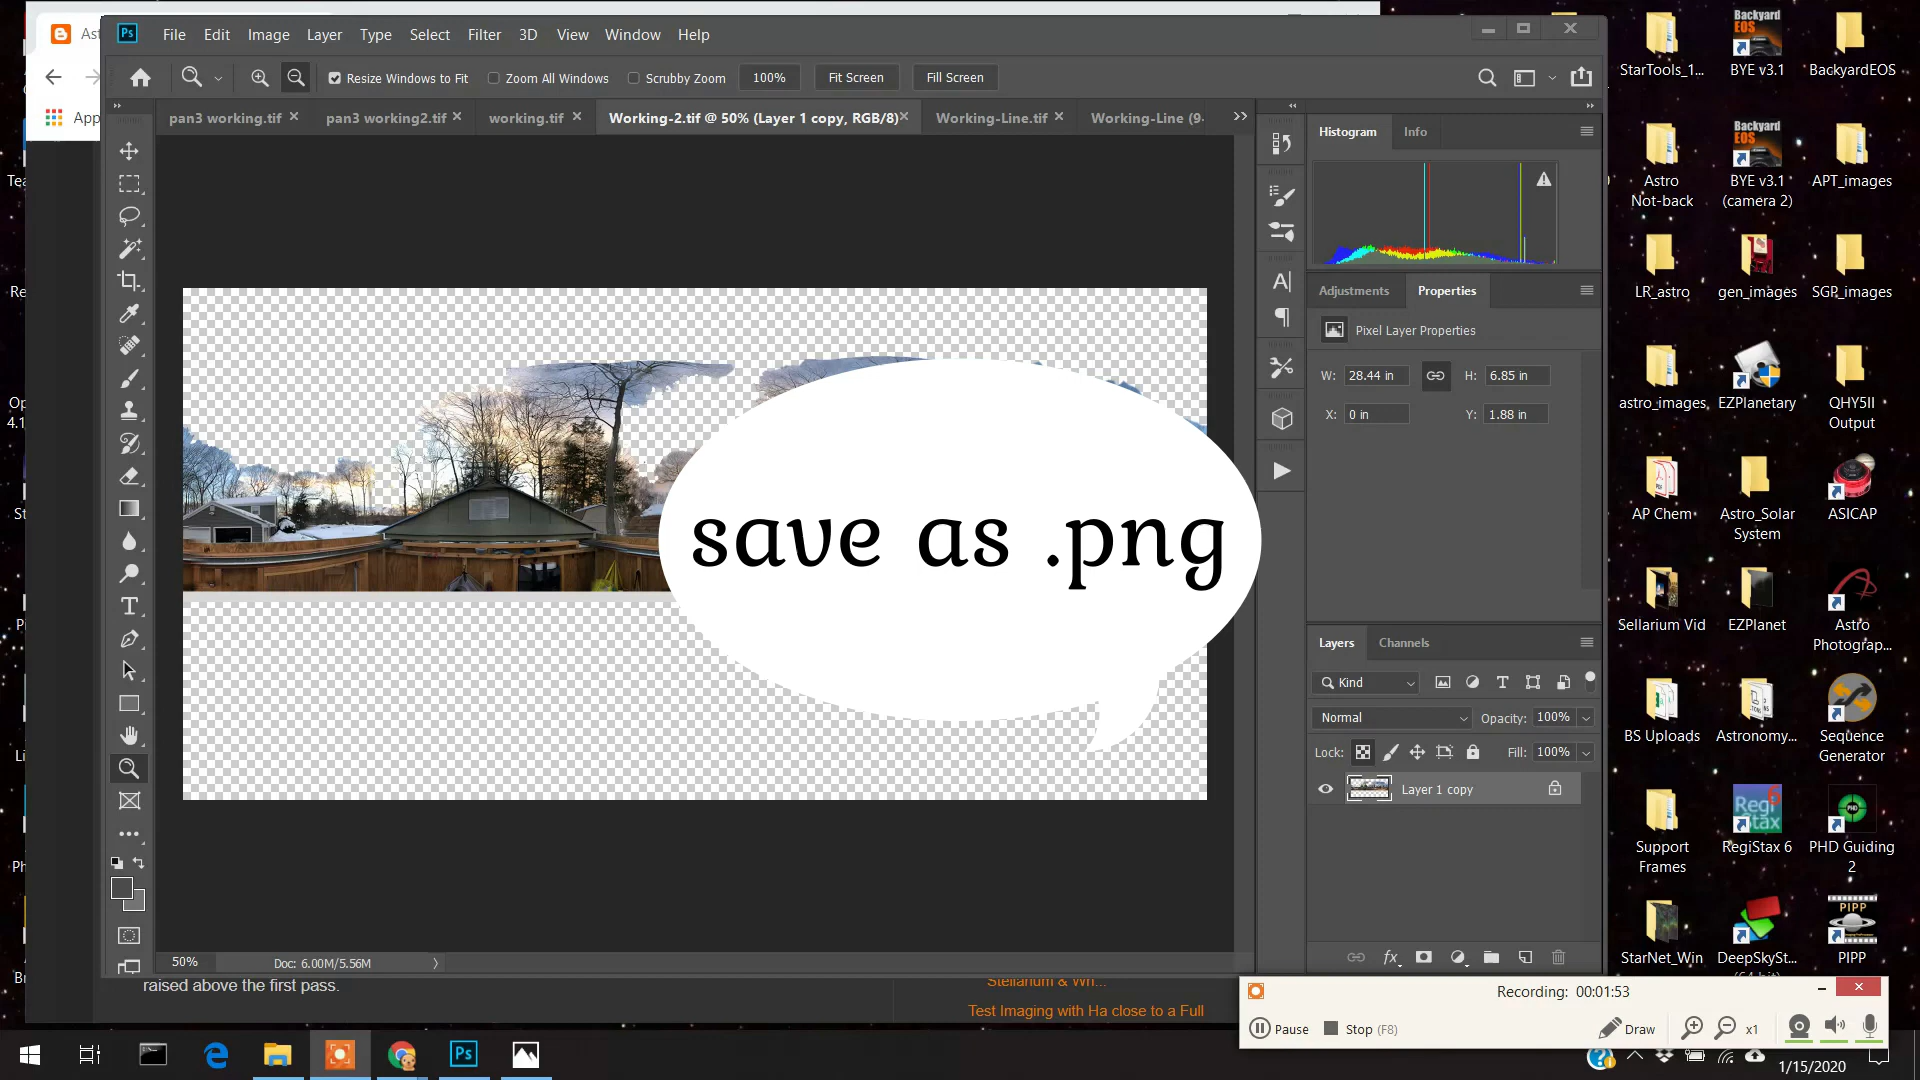 Ast
Ps File Edit Image Layer Type Select Filter 3D View Window Help
Resize Windows to Fit Zoom All Windows Scrubby Zoom 100% Fit Screen Fill Screen
App
pan3 working.tif × pan3 working2.tif × working.tif × Working-2.tif @ 50% (Layer 1 copy, RGB/8) × Working-Line.tif × Working-Line (9-
save as .png
50% Doc: 6.00M/5.56M
Histogram Info
Adjustments Properties
Pixel Layer Properties
W: 28.44 in H: 6.85 in
X: 0 in Y: 1.88 in
Layers Channels
Kind
Normal Opacity: 100%
Lock: Fill: 100%
Layer 1 copy
fx
raised above the first pass.
Stellarium & Wh...
Test Imaging with Ha close to a Full
StarTools_1... BYE v3.1 BackyardEOS
Astro BYE v3.1 APT_images
Not-back (camera 2)
LR_astro gen_images SGP_images
astro_images EZPlanetary QHY5II
Output
AP Chem Astro_Solar ASICAP
System
Sellarium Vid EZPlanet Astro
Photograp...
BS Uploads Astronomy... Sequence
Generator
Support RegiStax 6 PHD Guiding
Frames 2
StarNet_Win DeepSkySt... PIPP
Recording: 00:01:53
Pause Stop (F8) Draw x1
1/15/2020